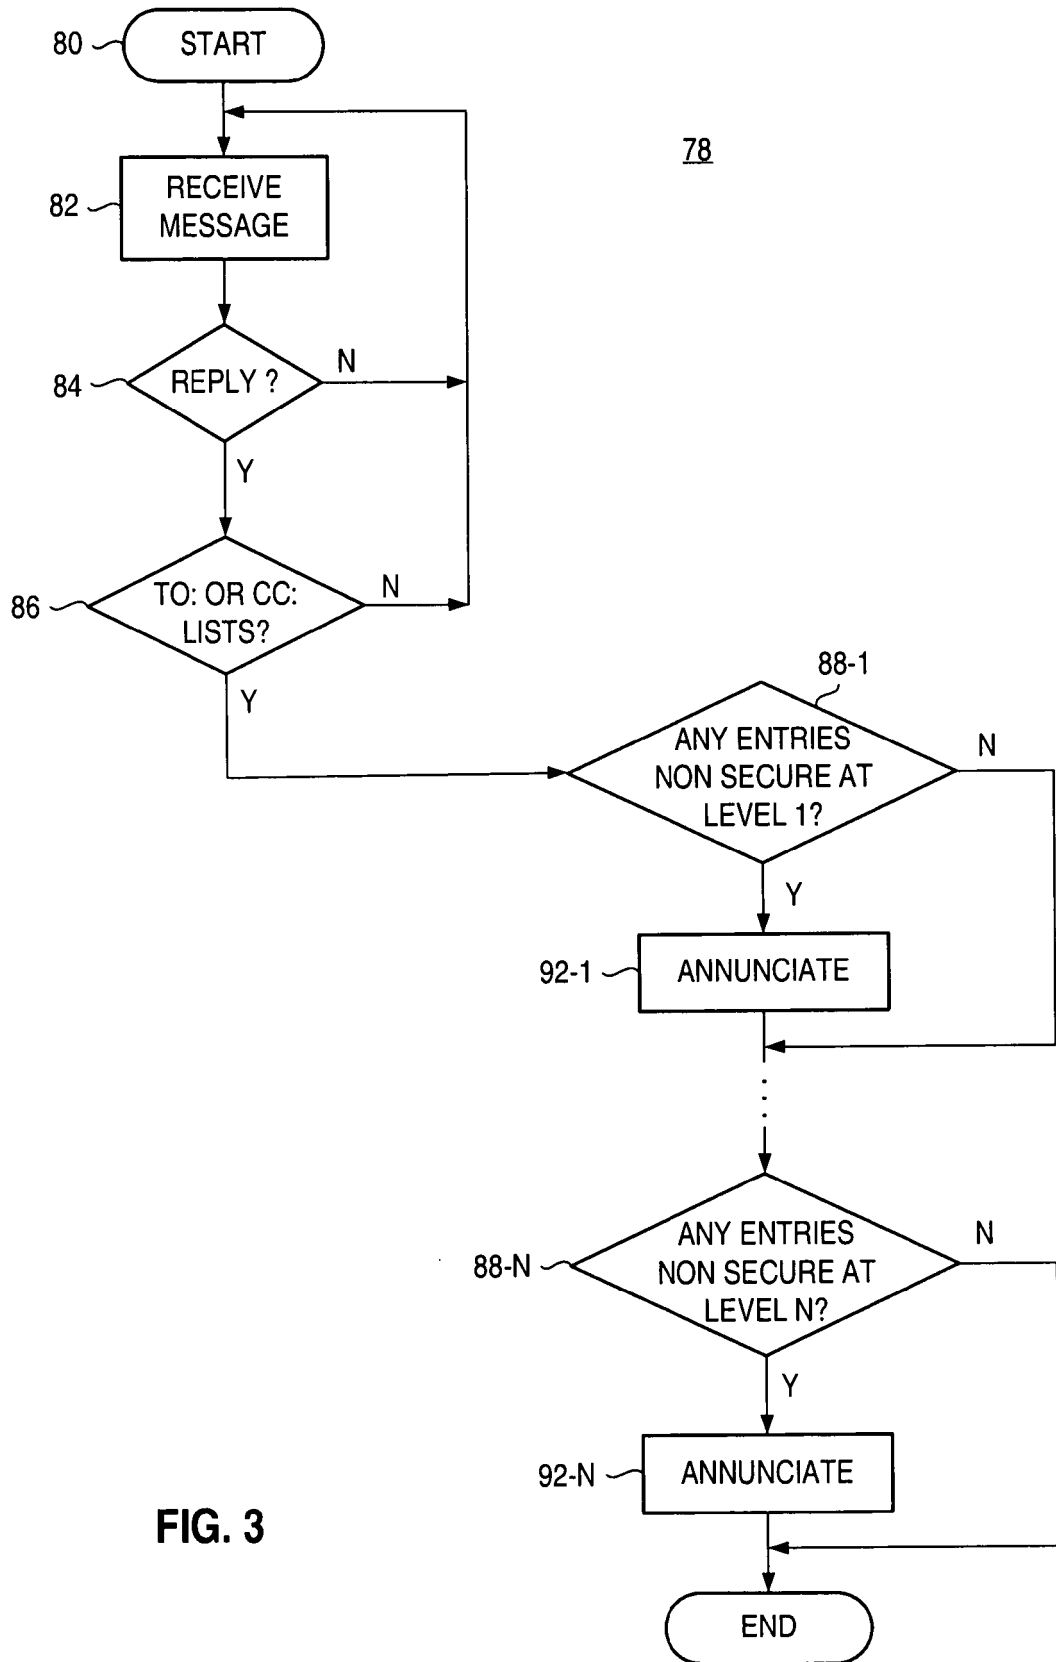 80
START
78
82
RECEIVE
MESSAGE
84
REPLY ?
N
Y
86
TO: OR CC:
LISTS?
N
Y
88-1
ANY ENTRIES
NON SECURE AT
LEVEL 1?
N
Y
92-1
ANNUNCIATE
88-N
ANY ENTRIES
NON SECURE AT
LEVEL N?
N
Y
92-N
ANNUNCIATE
FIG. 3
END